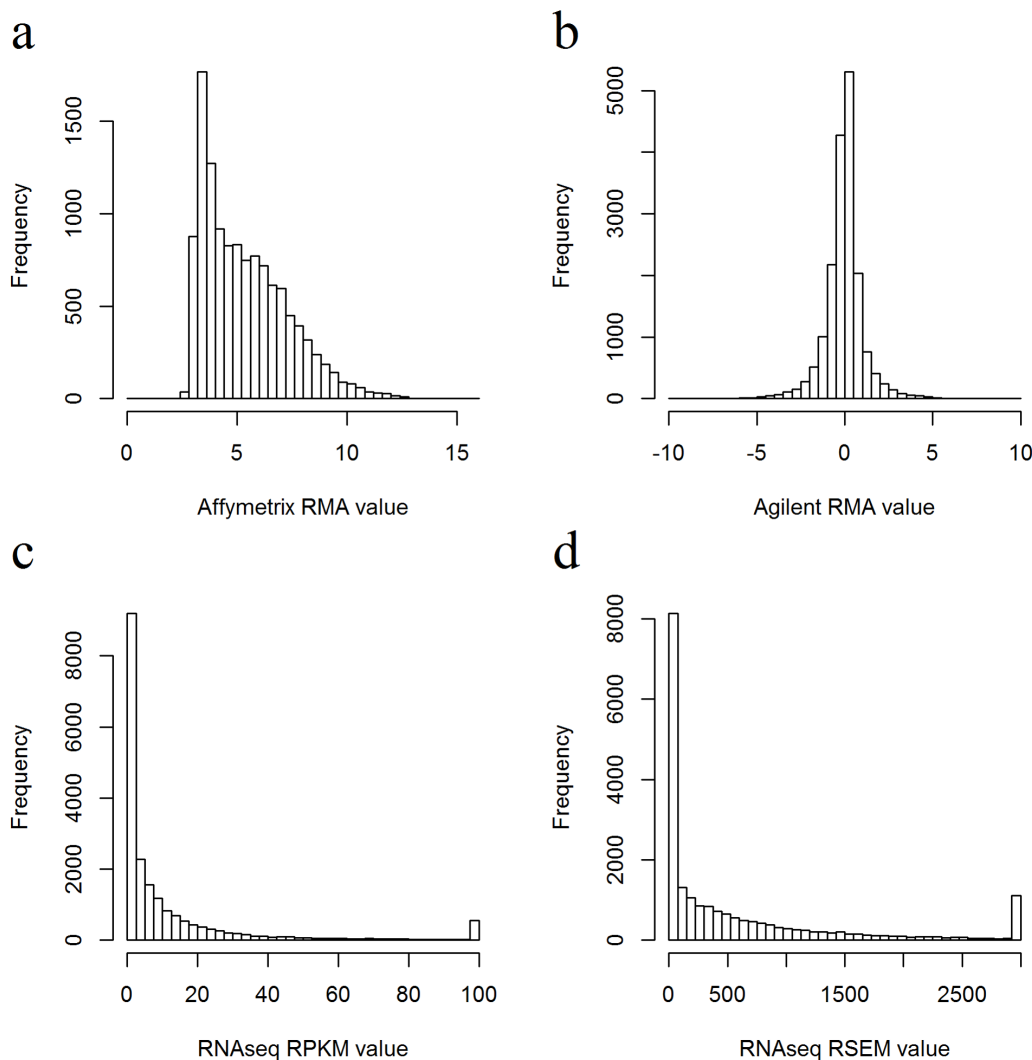 a
Frequency
0 500 1000 1500
0 5 10 15
Affymetrix RMA value
b
Frequency
0 1000 3000 5000
-10 -5 0 5 10
Agilent RMA value
c
Frequency
0 2000 4000 6000 8000
0 20 40 60 80 100
RNAseq RPKM value
d
Frequency
0 2000 4000 6000 8000
0 500 1500 2500
RNAseq RSEM value